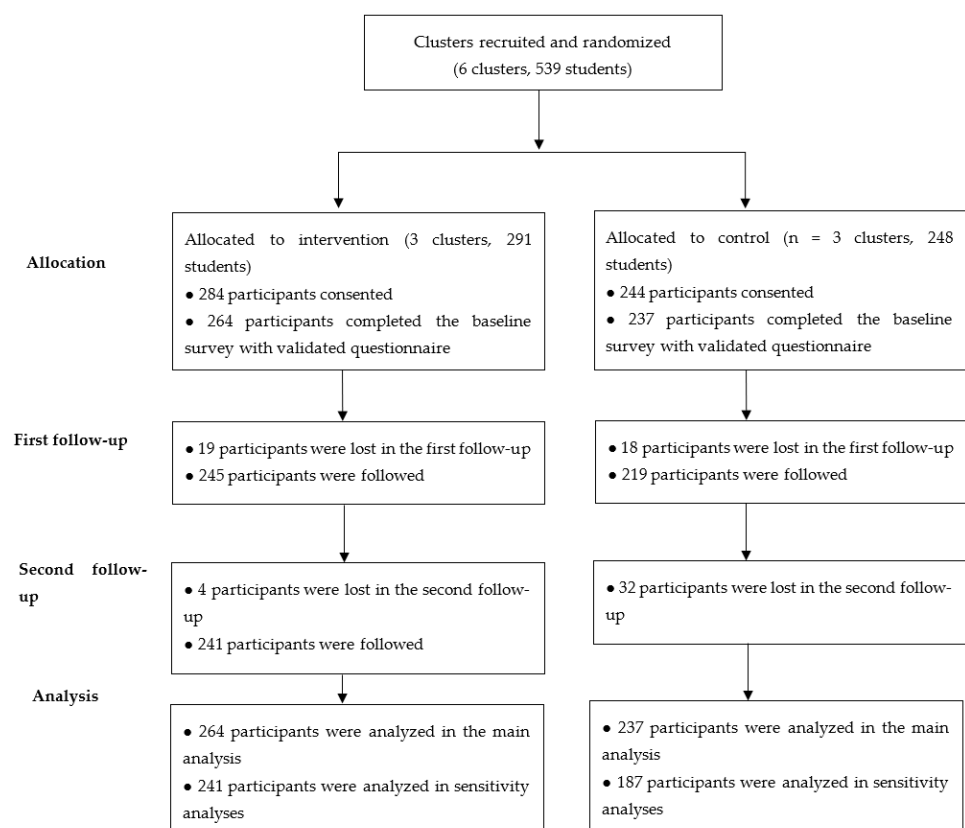 Clusters recruited and randomized
(6 clusters, 539 students)
Allocation
Allocated to intervention (3 clusters, 291
students)
● 284 participants consented
● 264 participants completed the baseline
survey with validated questionnaire
Allocated to control (n = 3 clusters, 248
students)
● 244 participants consented
● 237 participants completed the baseline
survey with validated questionnaire
First follow-up
● 19 participants were lost in the first follow-up
● 245 participants were followed
● 18 participants were lost in the first follow-up
● 219 participants were followed
Second follow-
up
● 4 participants were lost in the second follow-
up
● 241 participants were followed
● 32 participants were lost in the second follow-
up
Analysis
● 264 participants were analyzed in the main
analysis
● 241 participants were analyzed in sensitivity
analyses
● 237 participants were analyzed in the main
analysis
● 187 participants were analyzed in sensitivity
analyses